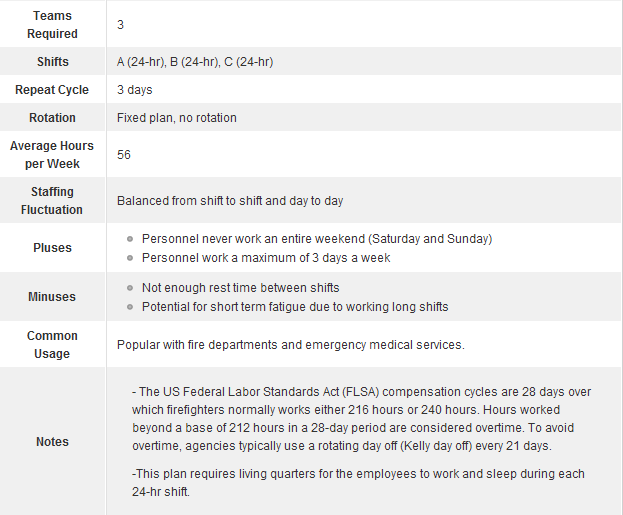 Teams
Required
3
Shifts
A (24-hr), B (24-hr), C (24-hr)
Repeat Cycle
3 days
Rotation
Fixed plan, no rotation
Average Hours
per Week
56
Staffing
Fluctuation
Balanced from shift to shift and day to day
Pluses
Personnel never work an entire weekend (Saturday and Sunday)
Personnel work a maximum of 3 days a week
Minuses
Not enough rest time between shifts
Potential for short term fatigue due to working long shifts
Common
Usage
Popular with fire departments and emergency medical services.
Notes
- The US Federal Labor Standards Act (FLSA) compensation cycles are 28 days over
which firefighters normally works either 216 hours or 240 hours. Hours worked
beyond a base of 212 hours in a 28-day period are considered overtime. To avoid
overtime, agencies typically use a rotating day off (Kelly day off) every 21 days.
-This plan requires living quarters for the employees to work and sleep during each
24-hr shift.